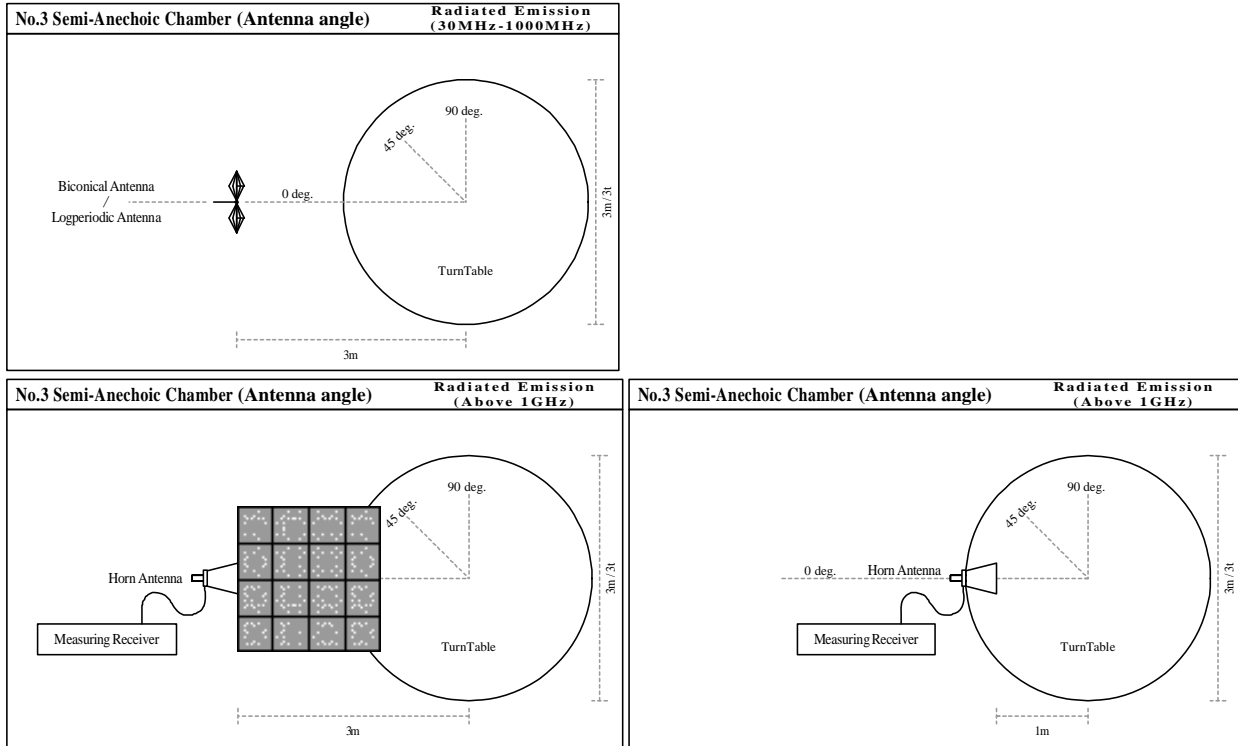 No.3 Semi-Anechoic Chamber (Antenna angle)
Radiated Emission
(30MHz-1000MHz)
90 deg.
45 deg.
0 deg.
Biconical Antenna
/
Logperiodic Antenna
TurnTable
3m / 3t
3m
No.3 Semi-Anechoic Chamber (Antenna angle)
Radiated Emission
(Above 1GHz)
90 deg.
45 deg.
Horn Antenna
Measuring Receiver
TurnTable
3m / 3t
3m
No.3 Semi-Anechoic Chamber (Antenna angle)
Radiated Emission
(Above 1GHz)
90 deg.
45 deg.
0 deg.
Horn Antenna
Measuring Receiver
TurnTable
3m / 3t
1m